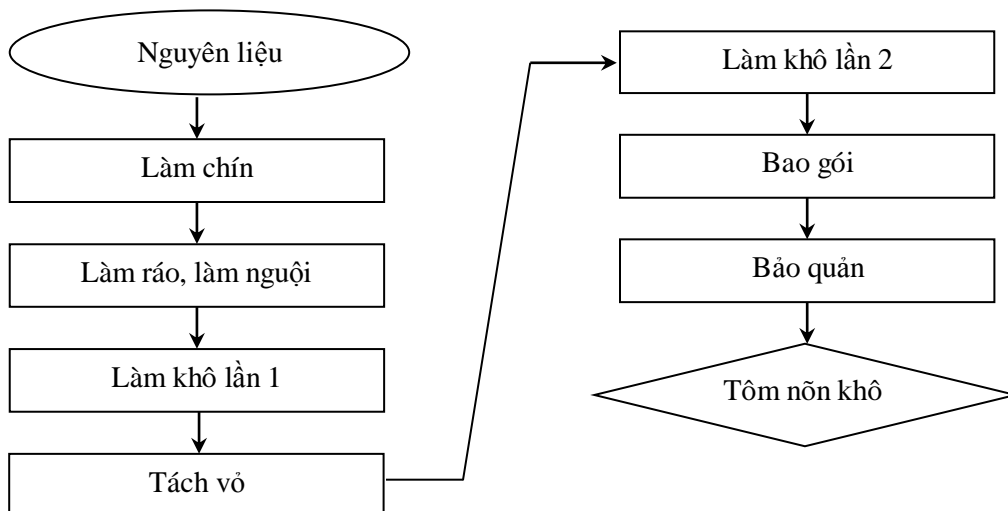 Nguyên liệu
Làm chín
Làm ráo, làm nguội
Làm khô lần 1
Tách vỏ
Làm khô lần 2
Bao gói
Bảo quản
Tôm nõn khô